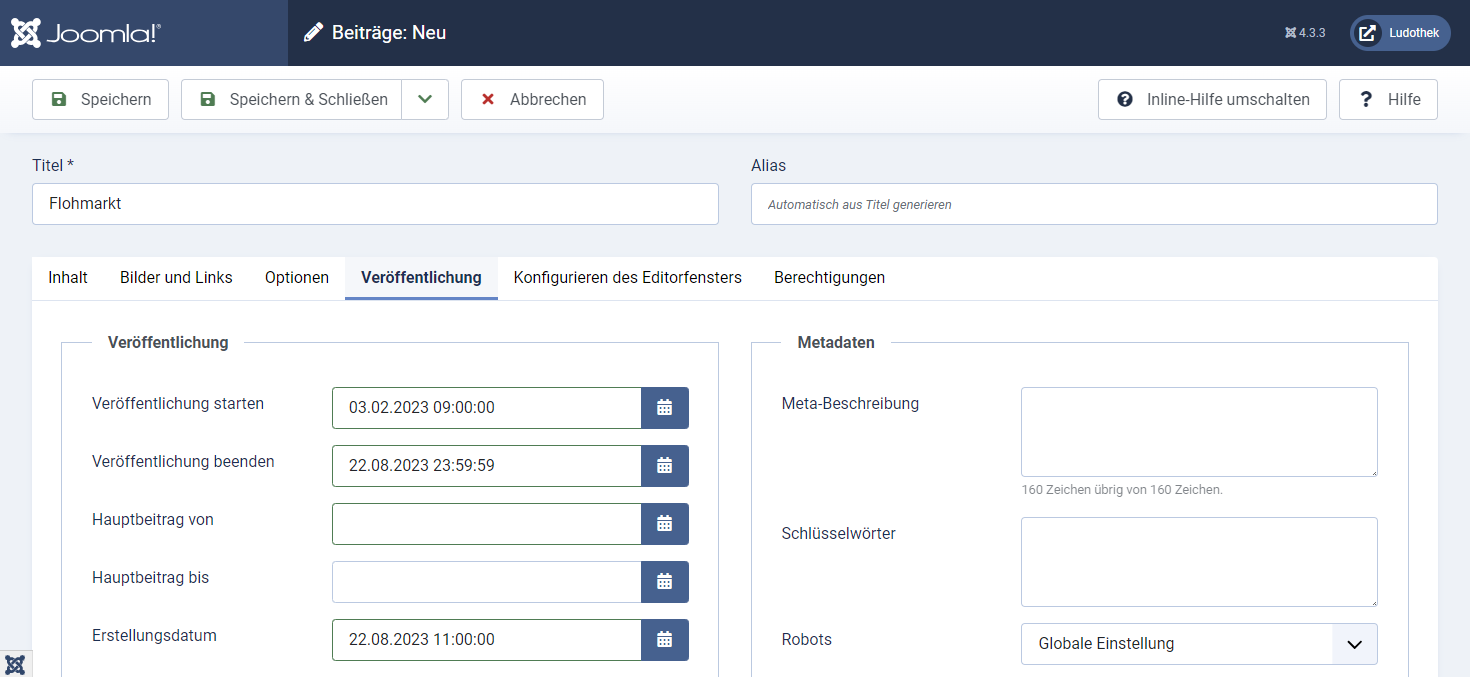 Joomla!® Beiträge: Neu 4.3.3 Ludothek
Speichern Speichern & Schließen Abbrechen Inline-Hilfe umschalten ? Hilfe
Titel * Alias
Flohmarkt Automatisch aus Titel generieren
Inhalt Bilder und Links Optionen Veröffentlichung Konfigurieren des Editorfensters Berechtigungen
Veröffentlichung
Veröffentlichung starten 03.02.2023 09:00:00
Veröffentlichung beenden 22.08.2023 23:59:59
Hauptbeitrag von
Hauptbeitrag bis
Erstellungsdatum 22.08.2023 11:00:00
Metadaten
Meta-Beschreibung
160 Zeichen übrig von 160 Zeichen.
Schlüsselwörter
Robots Globale Einstellung